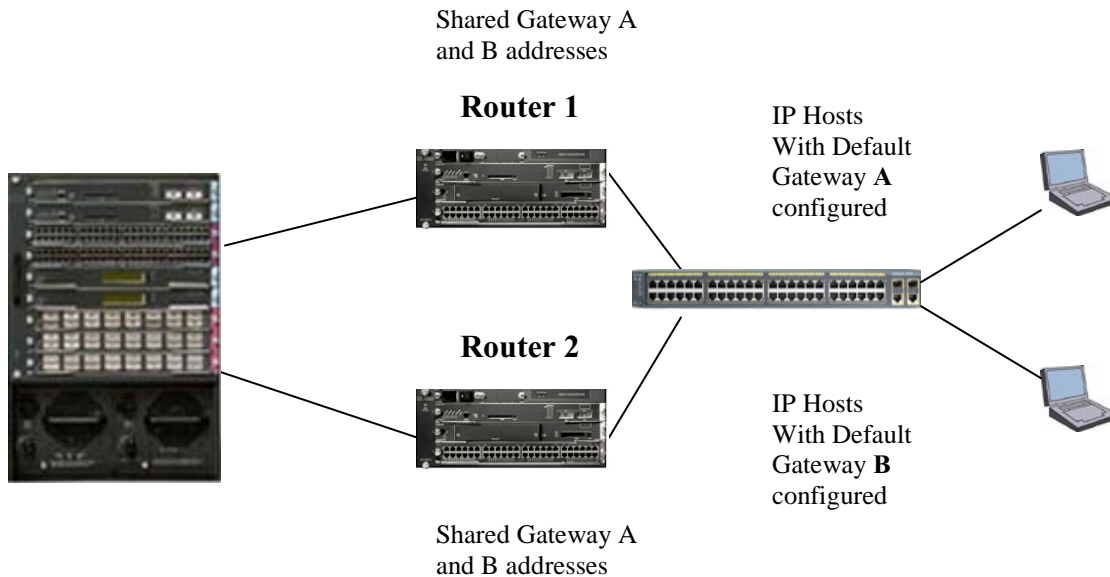 Shared Gateway A
and B addresses
Router 1
IP Hosts
With Default
Gateway A
configured
Router 2
IP Hosts
With Default
Gateway B
configured
Shared Gateway A
and B addresses